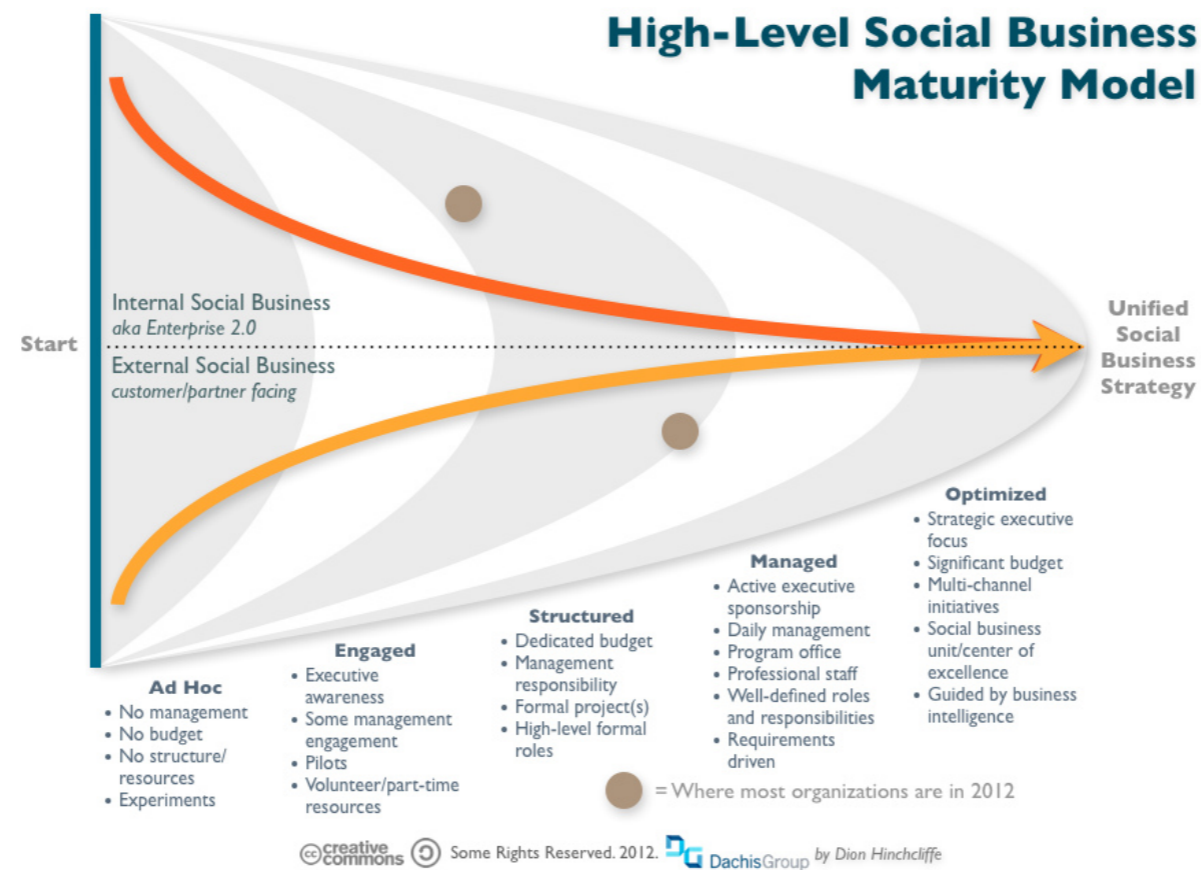 High-Level Social Business
Maturity Model
Internal Social Business
aka Enterprise 2.0
Start
External Social Business
customer/partner facing
Unified
Social
Business
Strategy
Ad Hoc
• No management
• No budget
• No structure/
resources
• Experiments
Engaged
• Executive
awareness
• Some management
engagement
• Pilots
• Volunteer/part-time
resources
Structured
• Dedicated budget
• Management
responsibility
• Formal project(s)
• High-level formal
roles
Managed
• Active executive
sponsorship
• Daily management
• Program office
• Professional staff
• Well-defined roles
and responsibilities
• Requirements
driven
Optimized
• Strategic executive
focus
• Significant budget
• Multi-channel
initiatives
• Social business
unit/center of
excellence
• Guided by business
intelligence
= Where most organizations are in 2012
cc creative
commons
Some Rights Reserved. 2012.
DG DachisGroup by Dion Hinchcliffe